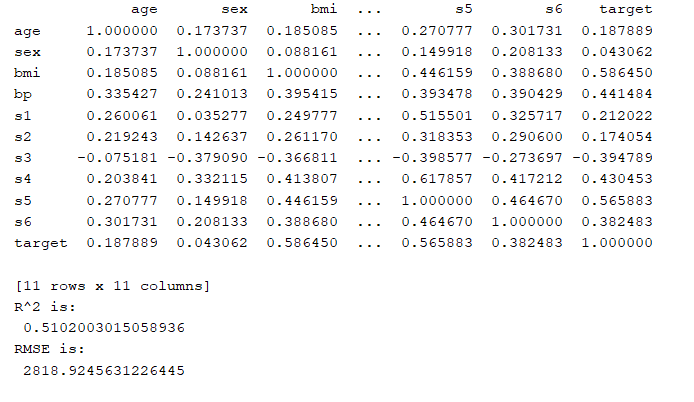 age sex bmi ... s5 s6 target
age 1.000000 0.173737 0.185085 ... 0.270777 0.301731 0.187889
sex 0.173737 1.000000 0.088161 ... 0.149918 0.208133 0.043062
bmi 0.185085 0.088161 1.000000 ... 0.446159 0.388680 0.586450
bp 0.335427 0.241013 0.395415 ... 0.393478 0.390429 0.441484
s1 0.260061 0.035277 0.249777 ... 0.515501 0.325717 0.212022
s2 0.219243 0.142637 0.261170 ... 0.318353 0.290600 0.174054
s3 -0.075181 -0.379090 -0.366811 ... -0.398577 -0.273697 -0.394789
s4 0.203841 0.332115 0.413807 ... 0.617857 0.417212 0.430453
s5 0.270777 0.149918 0.446159 ... 1.000000 0.464670 0.565883
s6 0.301731 0.208133 0.388680 ... 0.464670 1.000000 0.382483
target 0.187889 0.043062 0.586450 ... 0.565883 0.382483 1.000000
[11 rows x 11 columns]
R^2 is:
0.5102003015058936
RMSE is:
2818.9245631226445